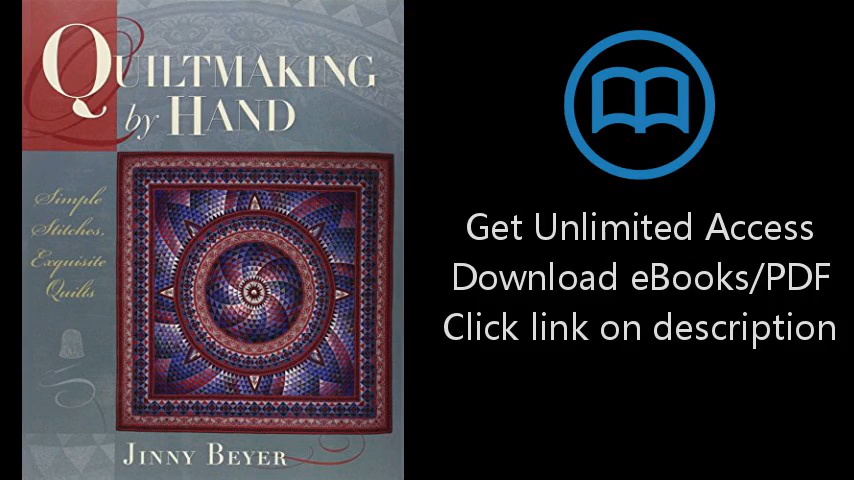 QUILTMAKING
by HAND
Simple
Stitches,
Exquisite
Quilts
JINNY BEYER
Get Unlimited Access
Download eBooks/PDF
Click link on description